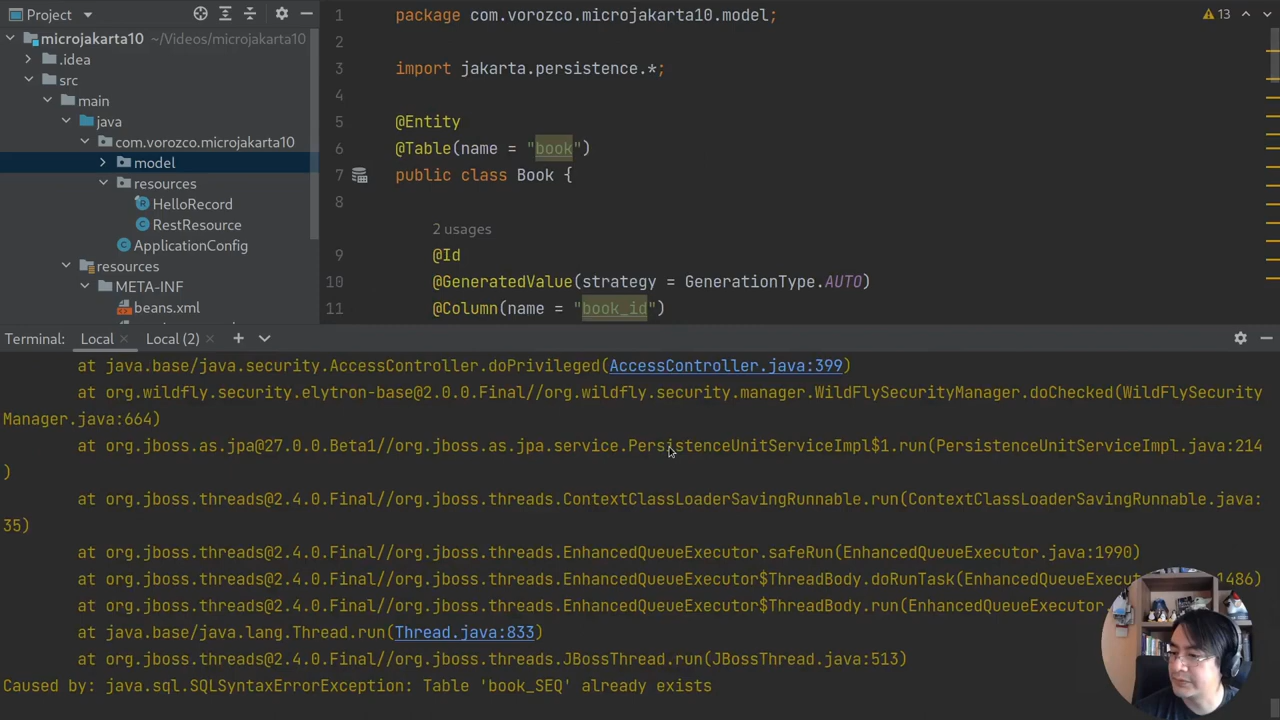 Project
microjakarta10 ~/Videos/microjakarta10
.idea
src
main
java
com.vorozco.microjakarta10
model
resources
HelloRecord
RestResource
ApplicationConfig
resources
META-INF
beans.xml
13
1 package com.vorozco.microjakarta10.model;
2
3 import jakarta.persistence.*;
4
5 @Entity
6 @Table(name = "book")
7 public class Book {
8
2 usages
9 @Id
10 @GeneratedValue(strategy = GenerationType.AUTO)
11 @Column(name = "book_id")
Terminal: Local × Local (2) × +
at java.base/java.security.AccessController.doPrivileged(AccessController.java:399)
at org.wildfly.security.elytron-base@2.0.0.Final//org.wildfly.security.manager.WildFlySecurityManager.doChecked(WildFlySecurity
Manager.java:664)
at org.jboss.as.jpa@27.0.0.Beta1//org.jboss.as.jpa.service.PersistenceUnitServiceImpl$1.run(PersistenceUnitServiceImpl.java:214
)
at org.jboss.threads@2.4.0.Final//org.jboss.threads.ContextClassLoaderSavingRunnable.run(ContextClassLoaderSavingRunnable.java:
35)
at org.jboss.threads@2.4.0.Final//org.jboss.threads.EnhancedQueueExecutor.safeRun(EnhancedQueueExecutor.java:1990)
at org.jboss.threads@2.4.0.Final//org.jboss.threads.EnhancedQueueExecutor$ThreadBody.doRunTask(EnhancedQueueExecut 1486)
at org.jboss.threads@2.4.0.Final//org.jboss.threads.EnhancedQueueExecutor$ThreadBody.run(EnhancedQueueExecutor.
at java.base/java.lang.Thread.run(Thread.java:833)
at org.jboss.threads@2.4.0.Final//org.jboss.threads.JBossThread.run(JBossThread.java:513)
Caused by: java.sql.SQLSyntaxErrorException: Table 'book_SEQ' already exists